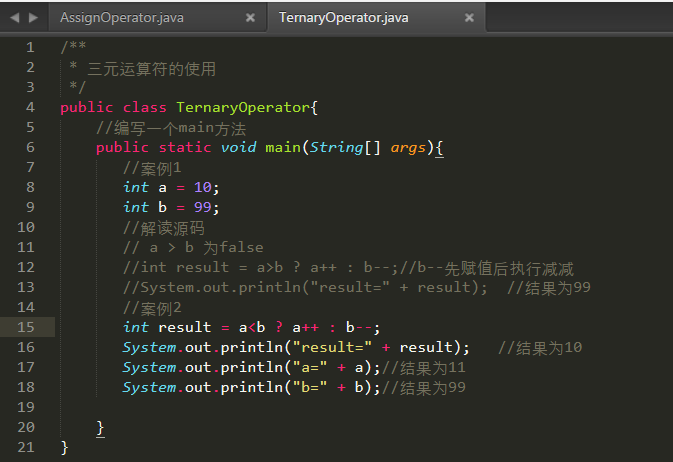 AssignOperator.java TernaryOperator.java
1 /**
2 * 三元运算符的使用
3 */
4 public class TernaryOperator{
5 //编写一个main方法
6 public static void main(String[] args){
7 //案例1
8 int a = 10;
9 int b = 99;
10 //解读源码
11 // a > b 为false
12 //int result = a>b ? a++ : b--;//b--先赋值后执行减减
13 //System.out.println("result=" + result);  //结果为99
14 //案例2
15 int result = a<b ? a++ : b--;
16 System.out.println("result=" + result);   //结果为10
17 System.out.println("a=" + a);//结果为11
18 System.out.println("b=" + b);//结果为99
19
20 }
21 }